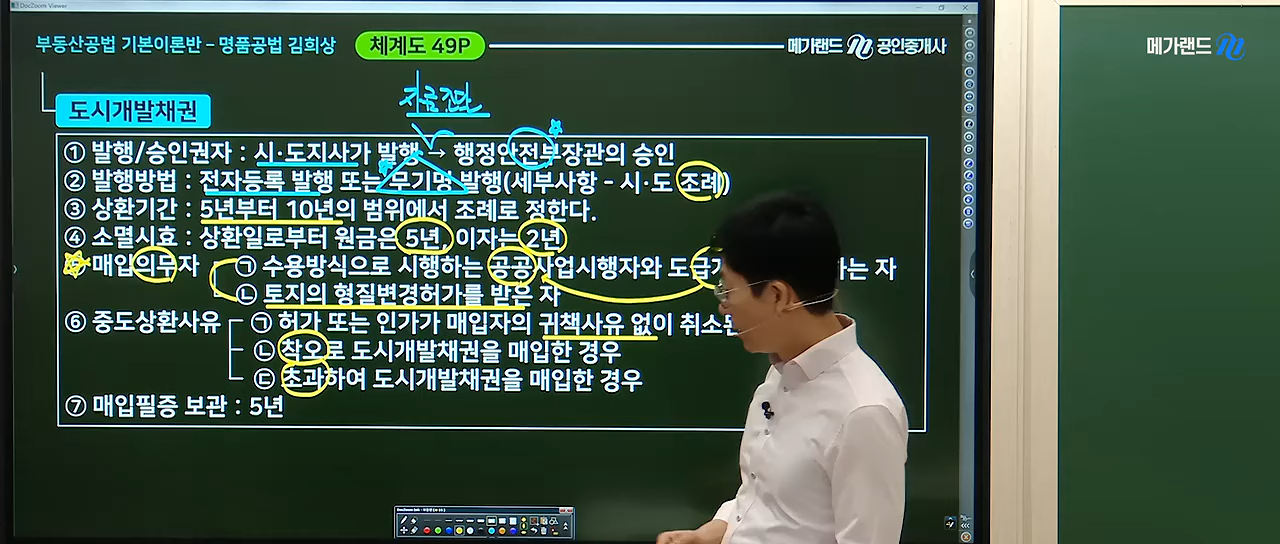 DocZoom Viewer
부동산공법 기본이론반 - 명품공법 김희상
체계도 49P
메가랜드 공인중개사
메가랜드
도시개발채권
① 발행/승인권자 : 시·도지사가 발행 → 행정안전부장관의 승인
② 발행방법 : 전자등록 발행 또는 무기명 발행(세부사항 - 시·도 조례)
③ 상환기간 : 5년부터 10년의 범위에서 조례로 정한다.
④ 소멸시효 : 상환일로부터 원금은 5년, 이자는 2년
매입의무자
㉠ 수용방식으로 시행하는 공공사업시행자와 도급 는 자
㉡ 토지의 형질변경허가를 받은 자
⑥ 중도상환사유
㉠ 허가 또는 인가가 매입자의 귀책사유 없이 취소
㉡ 착오로 도시개발채권을 매입한 경우
㉢ 초과하여 도시개발채권을 매입한 경우
⑦ 매입필증 보관 : 5년